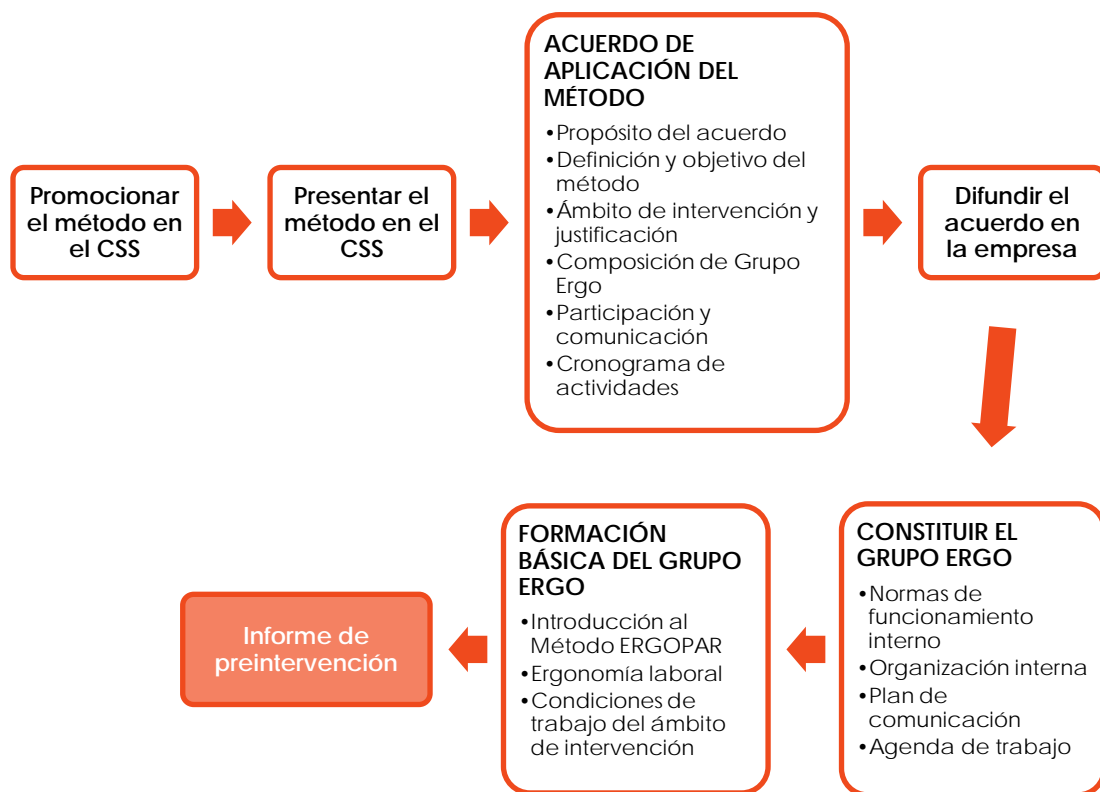 Promocionar
el método en
el CSS
Presentar el
método en el
CSS
ACUERDO DE
APLICACIÓN DEL
MÉTODO
•Propósito del acuerdo
•Definición y objetivo del
método
•Ámbito de intervención y
justificación
•Composición de Grupo
Ergo
•Participación y
comunicación
•Cronograma de
actividades
Difundir el
acuerdo en
la empresa
CONSTITUIR EL
GRUPO ERGO
•Normas de
funcionamiento
interno
•Organización interna
•Plan de
comunicación
•Agenda de trabajo
FORMACIÓN
BÁSICA DEL GRUPO
ERGO
•Introducción al
Método ERGOPAR
•Ergonomía laboral
•Condiciones de
trabajo del ámbito
de intervención
Informe de
preintervención